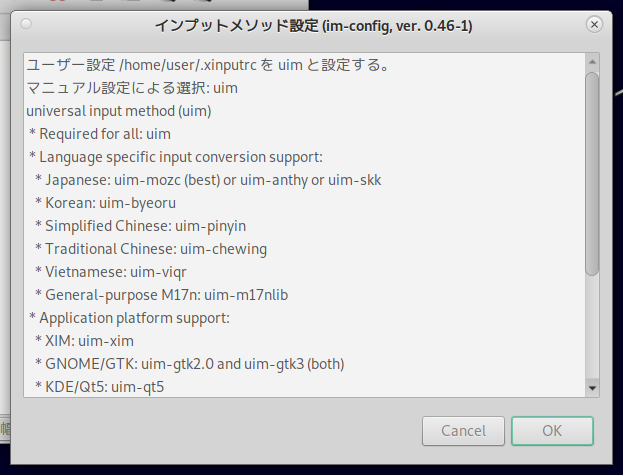 インプットメソッド設定 (im-config, ver. 0.46-1)
ユーザー設定 /home/user/.xinputrc を uim と設定する。
マニュアル設定による選択: uim
universal input method (uim)
* Required for all: uim
* Language specific input conversion support:
* Japanese: uim-mozc (best) or uim-anthy or uim-skk
* Korean: uim-byeoru
* Simplified Chinese: uim-pinyin
* Traditional Chinese: uim-chewing
* Vietnamese: uim-viqr
* General-purpose M17n: uim-m17nlib
* Application platform support:
* XIM: uim-xim
* GNOME/GTK: uim-gtk2.0 and uim-gtk3 (both)
* KDE/Qt5: uim-qt5
Cancel OK